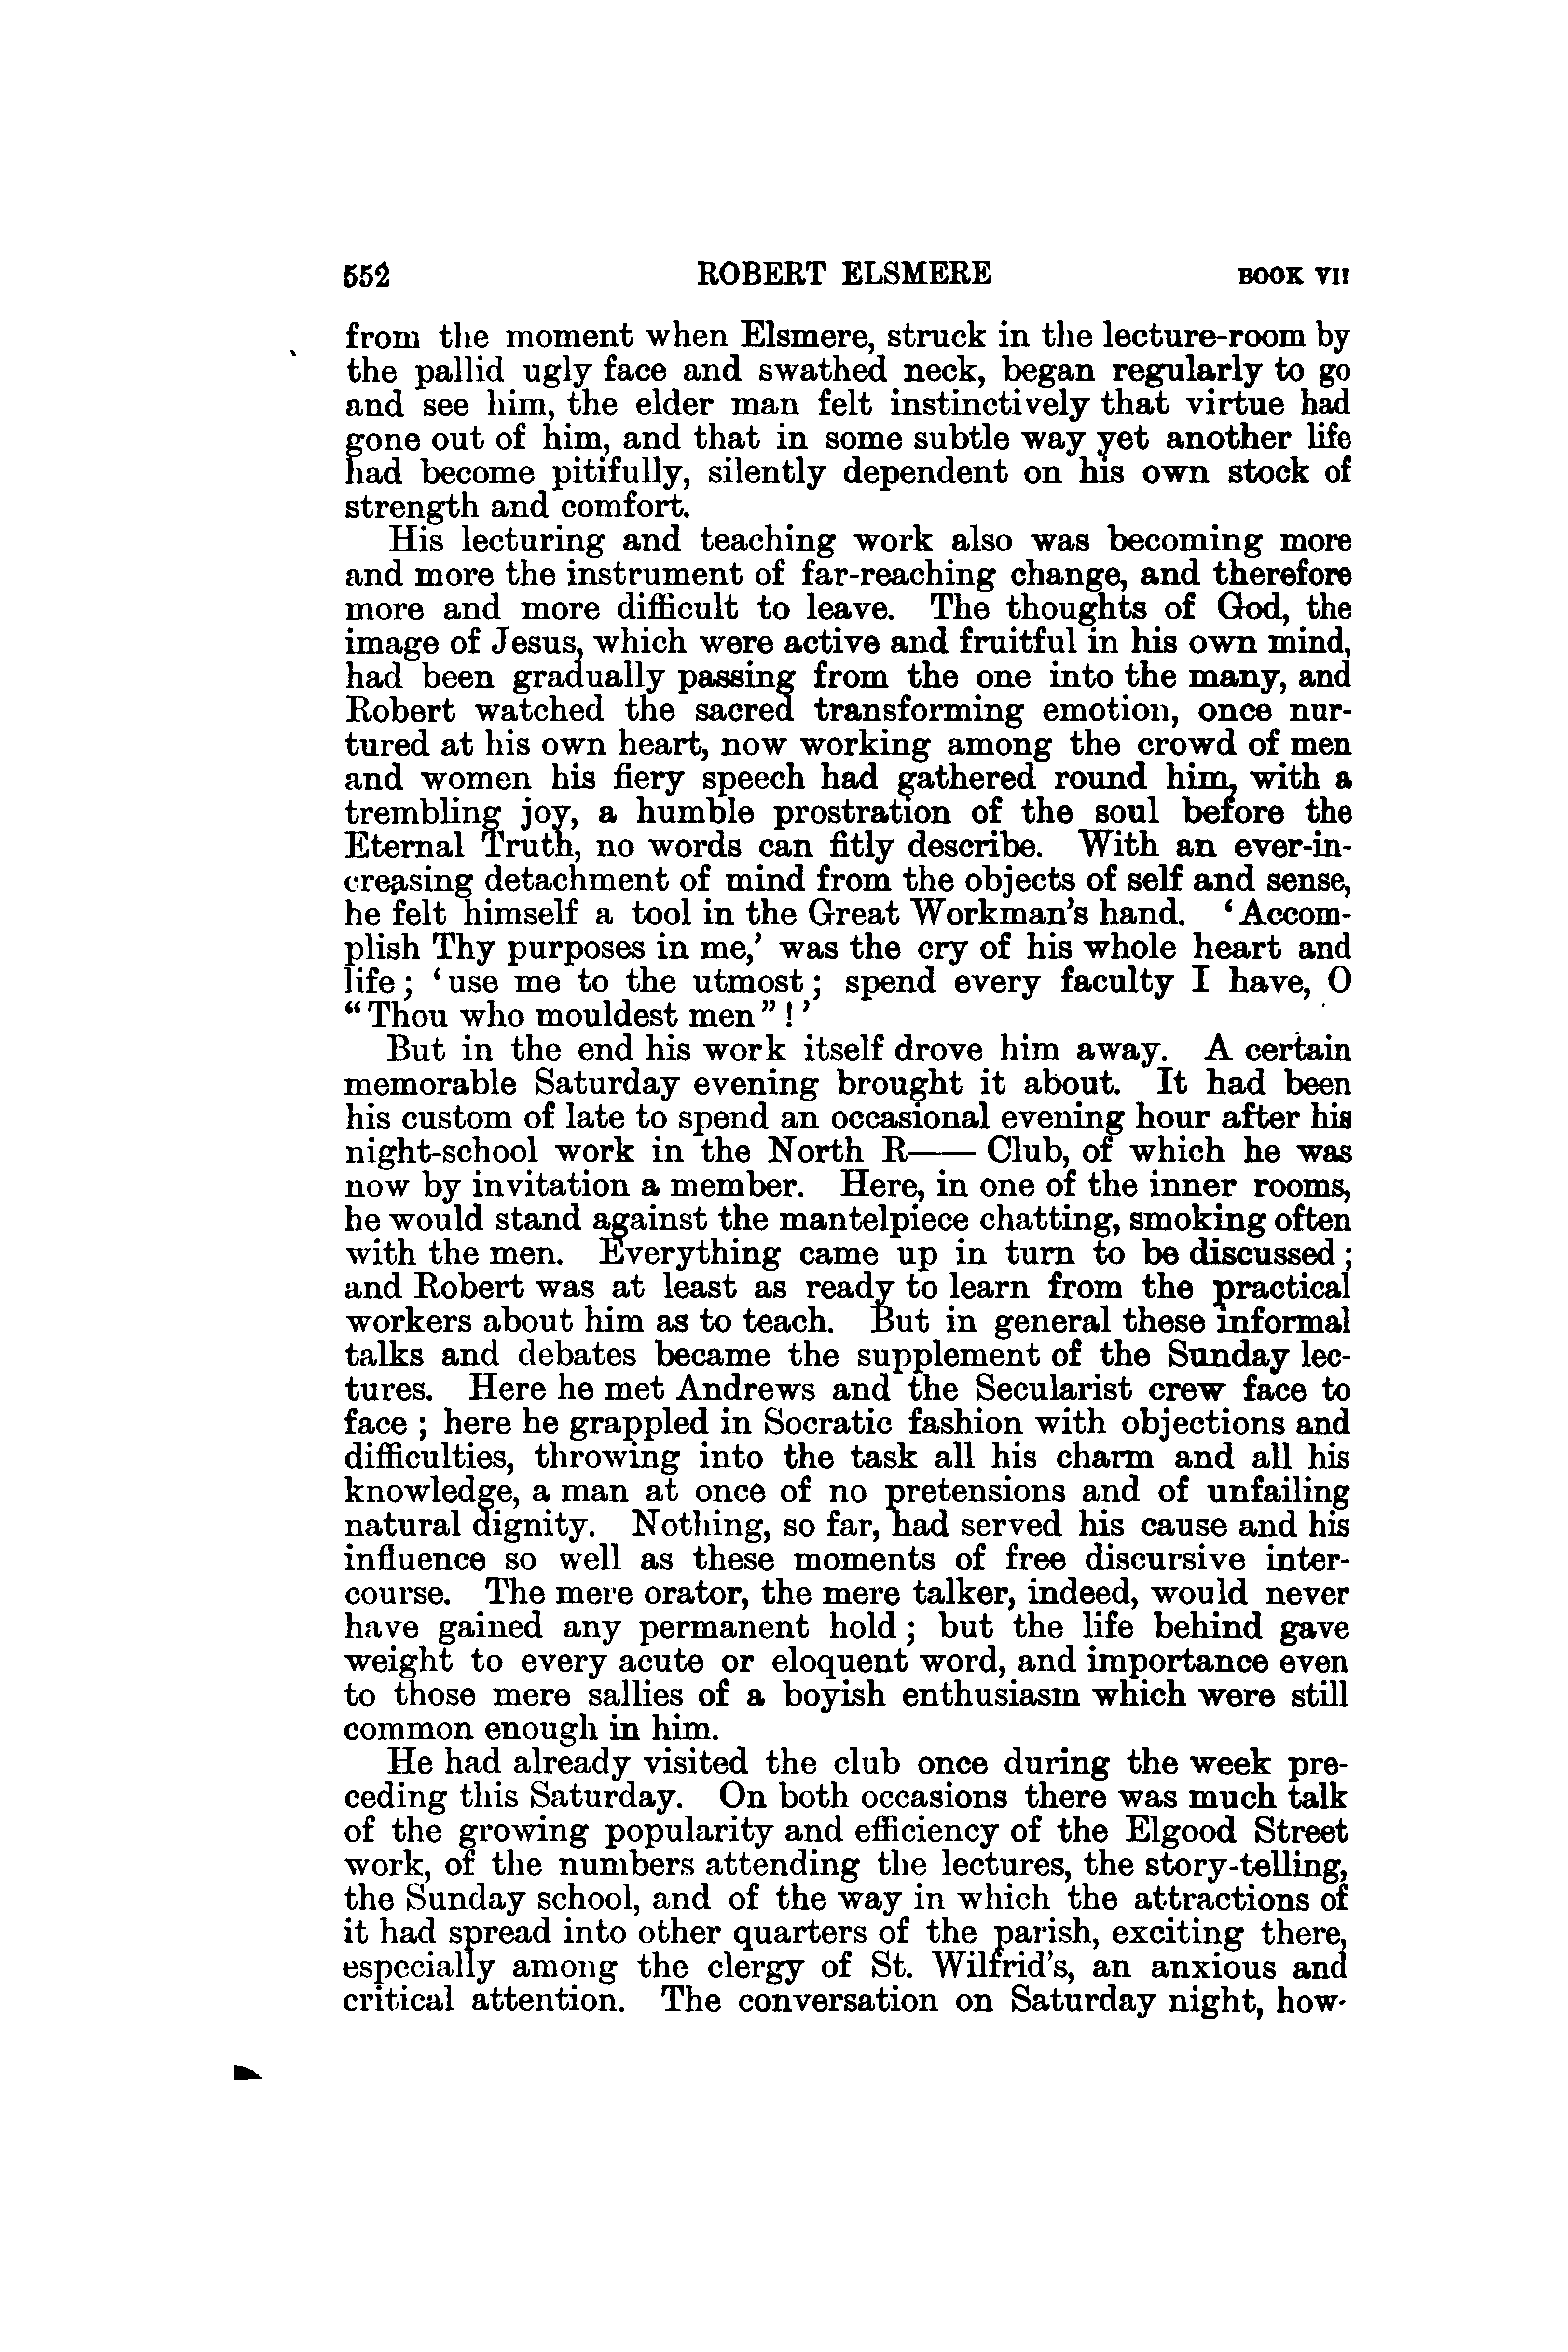 552 ROBERT ELSMERE BOOK VII
from the moment when Elsmere, struck in the lecture-room by
the pallid ugly face and swathed neck, began regularly to go
and see him, the elder man felt instinctively that virtue had
gone out of him, and that in some subtle way yet another life
had become pitifully, silently dependent on his own stock of
strength and comfort.
His lecturing and teaching work also was becoming more
and more the instrument of far-reaching change, and therefore
more and more difficult to leave. The thoughts of God, the
image of Jesus, which were active and fruitful in his own mind,
had been gradually passing from the one into the many, and
Robert watched the sacred transforming emotion, once nur-
tured at his own heart, now working among the crowd of men
and women his fiery speech had gathered round him, with a
trembling joy, a humble prostration of the soul before the
Eternal Truth, no words can fitly describe. With an ever-in-
creasing detachment of mind from the objects of self and sense,
he felt himself a tool in the Great Workman's hand. 'Accom-
plish Thy purposes in me,' was the cry of his whole heart and
life; 'use me to the utmost; spend every faculty I have, O
"Thou who mouldest men"!'
But in the end his work itself drove him away. A certain
memorable Saturday evening brought it about. It had been
his custom of late to spend an occasional evening hour after his
night-school work in the North R—— Club, of which he was
now by invitation a member. Here, in one of the inner rooms,
he would stand against the mantelpiece chatting, smoking often
with the men. Everything came up in turn to be discussed;
and Robert was at least as ready to learn from the practical
workers about him as to teach. But in general these informal
talks and debates became the supplement of the Sunday lec-
tures. Here he met Andrews and the Secularist crew face to
face; here he grappled in Socratic fashion with objections and
difficulties, throwing into the task all his charm and all his
knowledge, a man at once of no pretensions and of unfailing
natural dignity. Nothing, so far, had served his cause and his
influence so well as these moments of free discursive inter-
course. The mere orator, the mere talker, indeed, would never
have gained any permanent hold; but the life behind gave
weight to every acute or eloquent word, and importance even
to those mere sallies of a boyish enthusiasm which were still
common enough in him.
He had already visited the club once during the week pre-
ceding this Saturday. On both occasions there was much talk
of the growing popularity and efficiency of the Elgood Street
work, of the numbers attending the lectures, the story-telling,
the Sunday school, and of the way in which the attractions of
it had spread into other quarters of the parish, exciting there,
especially among the clergy of St. Wilfrid's, an anxious and
critical attention. The conversation on Saturday night, how-